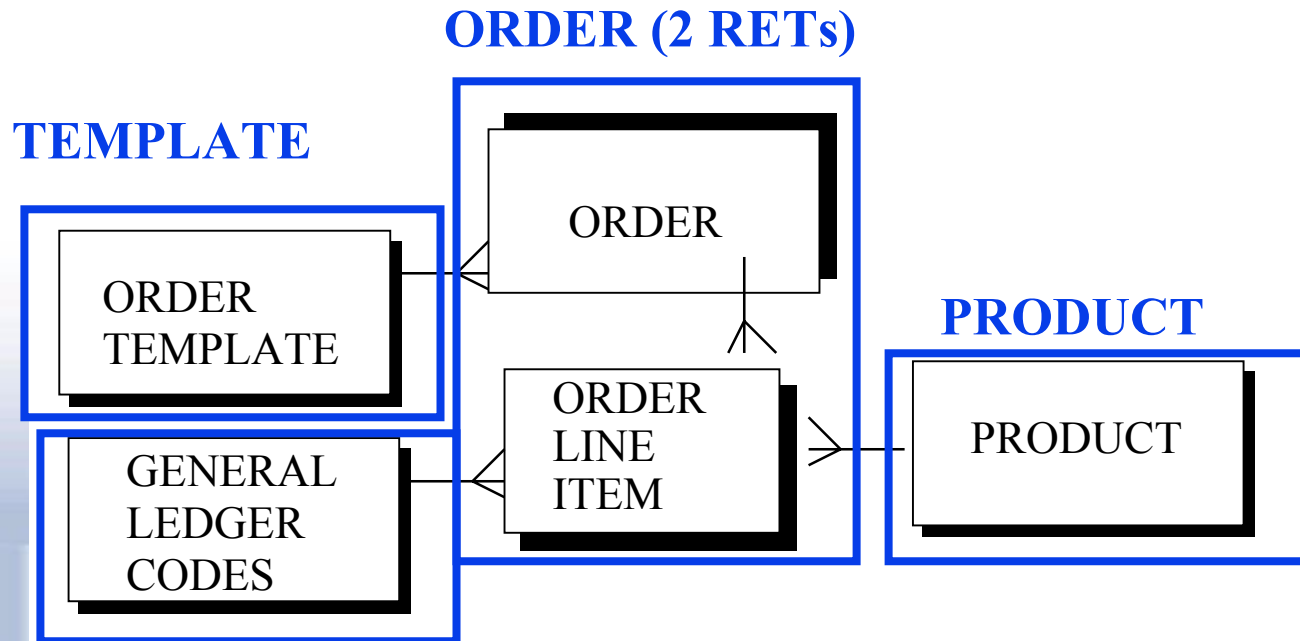 ORDER (2 RETs)
TEMPLATE
ORDER
ORDER
TEMPLATE
PRODUCT
ORDER
LINE
ITEM
PRODUCT
GENERAL
LEDGER
CODES